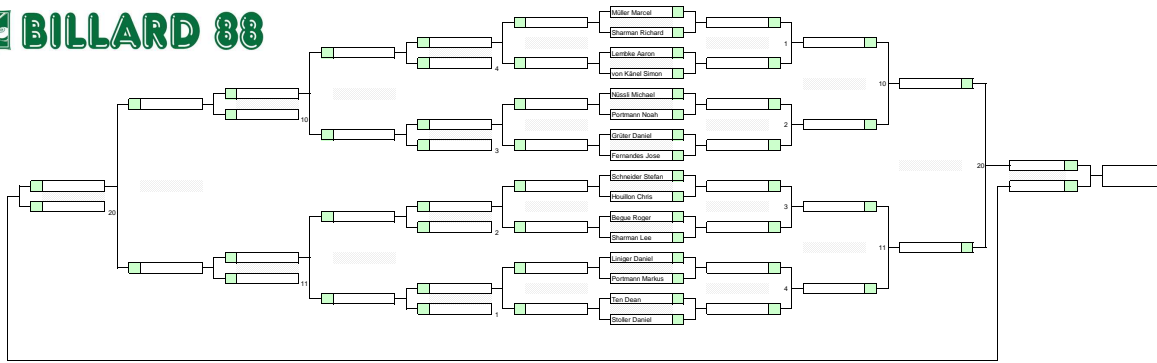 BILLARD 88
Müller Marcel
Sharman Richard
1
Lembke Aaron
4
von Känel Simon
10
Nüssli Michael
10
Portmann Noah
2
Grüter Daniel
3
Fernandes Jose
20
Schneider Stefan
Houillon Chris
3
20
Begue Roger
2
Sharman Lee
11
Liniger Daniel
Portmann Markus
11
4
Ten Dean
1
Stoller Daniel